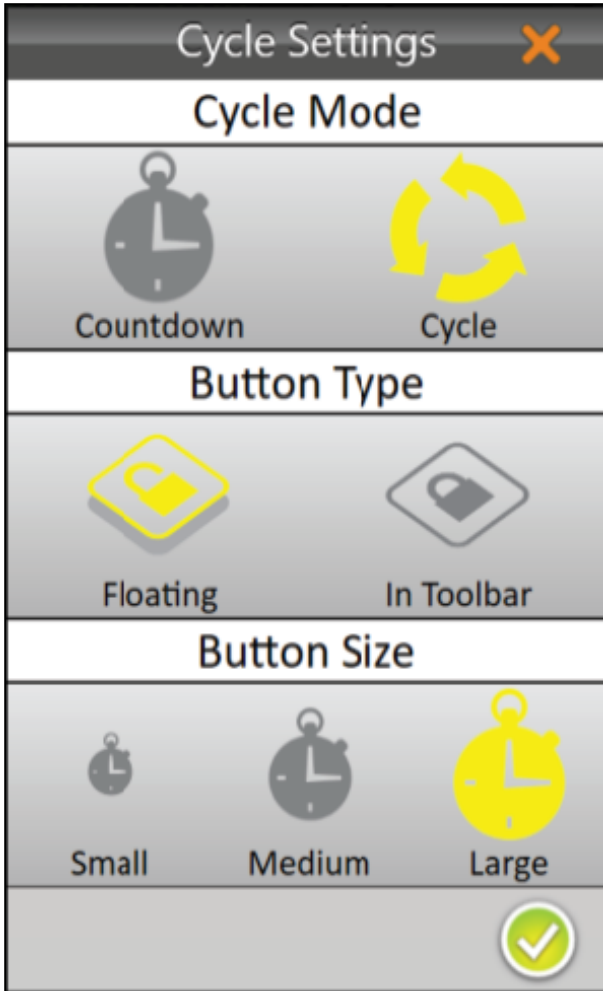 Cycle Settings
Cycle Mode
Countdown Cycle
Button Type
Floating In Toolbar
Button Size
Small Medium Large